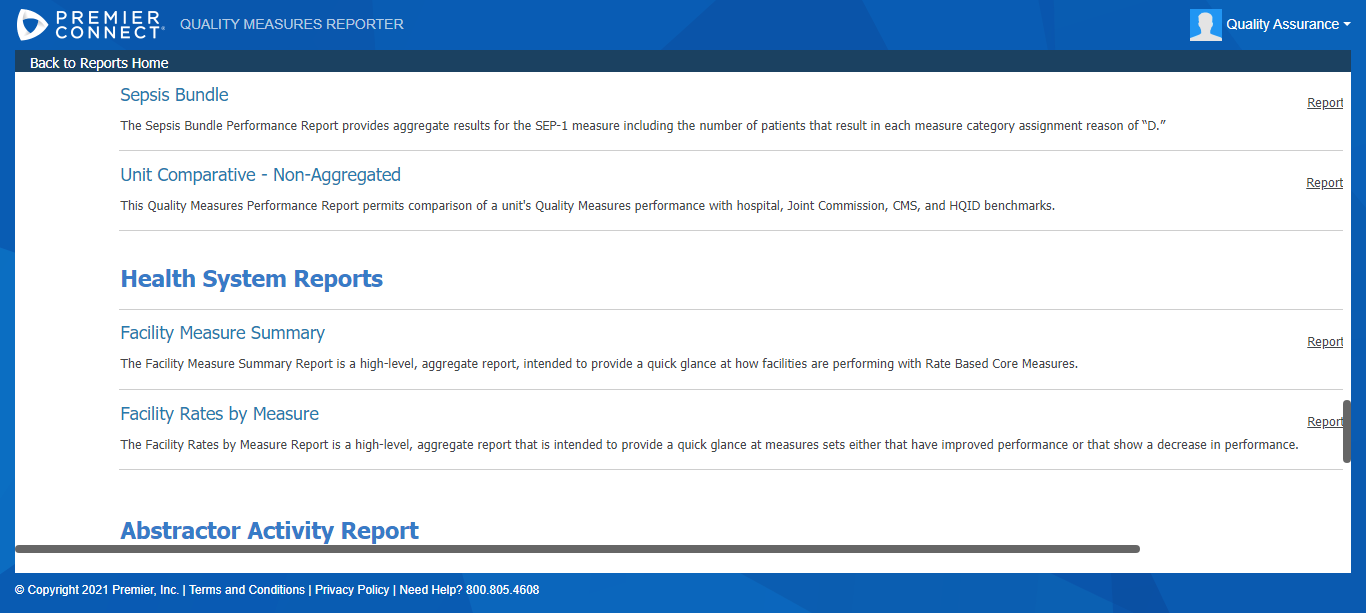 PREMIER CONNECT® QUALITY MEASURES REPORTER
Quality Assurance
Back to Reports Home
Sepsis Bundle
Report
The Sepsis Bundle Performance Report provides aggregate results for the SEP-1 measure including the number of patients that result in each measure category assignment reason of “D.”
Unit Comparative - Non-Aggregated
Report
This Quality Measures Performance Report permits comparison of a unit's Quality Measures performance with hospital, Joint Commission, CMS, and HQID benchmarks.
Health System Reports
Facility Measure Summary
Report
The Facility Measure Summary Report is a high-level, aggregate report, intended to provide a quick glance at how facilities are performing with Rate Based Core Measures.
Facility Rates by Measure
Report
The Facility Rates by Measure Report is a high-level, aggregate report that is intended to provide a quick glance at measures sets either that have improved performance or that show a decrease in performance.
Abstractor Activity Report
© Copyright 2021 Premier, Inc. | Terms and Conditions | Privacy Policy | Need Help? 800.805.4608